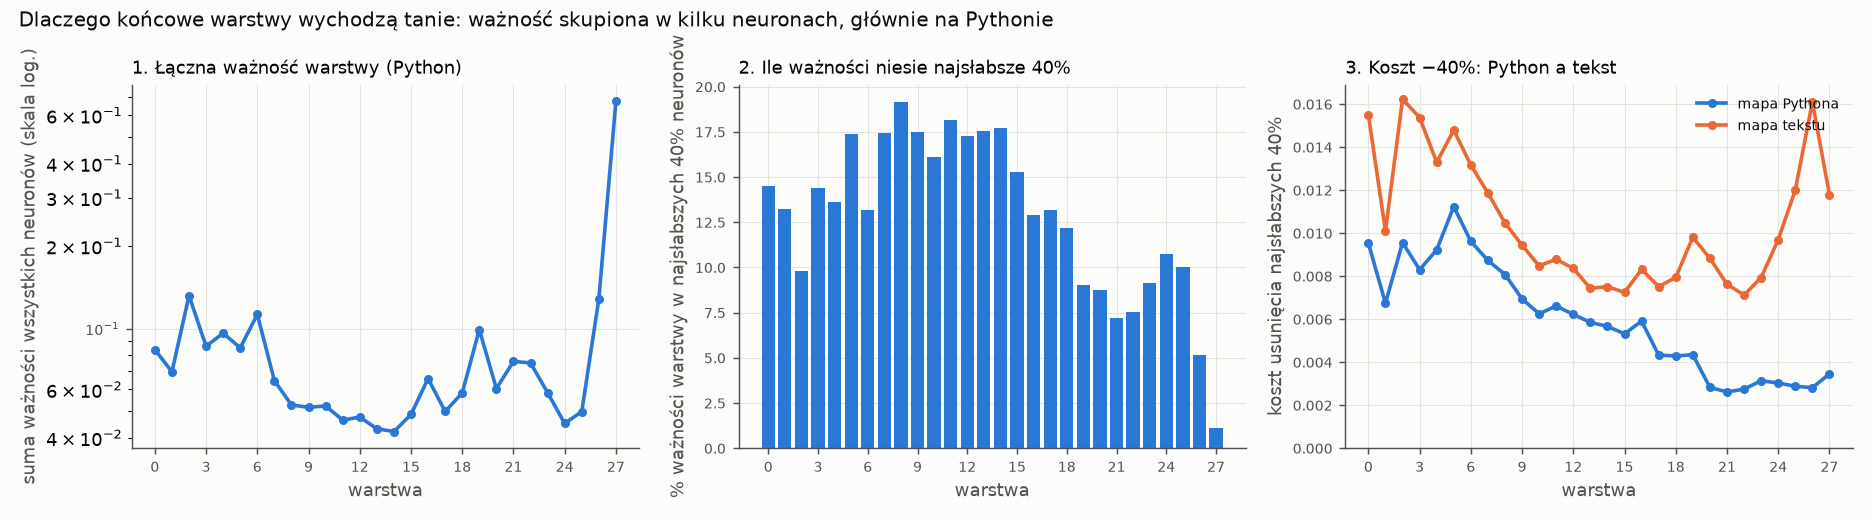 Dlaczego końcowe warstwy wychodzą tanie: ważność skupiona w kilku neuronach, głównie na Pythonie
1. Łączna ważność warstwy (Python)
suma ważności wszystkich neuronów (skala log.)
6 × 10⁻¹
4 × 10⁻¹
3 × 10⁻¹
2 × 10⁻¹
10⁻¹
6 × 10⁻²
4 × 10⁻²
0 3 6 9 12 15 18 21 24 27
warstwa
2. Ile ważności niesie najsłabsze 40%
% ważności warstwy w najsłabszych 40% neuronów
20.0
17.5
15.0
12.5
10.0
7.5
5.0
2.5
0.0
0 3 6 9 12 15 18 21 24 27
warstwa
3. Koszt −40%: Python a tekst
koszt usunięcia najsłabszych 40%
0.016
0.014
0.012
0.010
0.008
0.006
0.004
0.002
0.000
mapa Pythona
mapa tekstu
0 3 6 9 12 15 18 21 24 27
warstwa